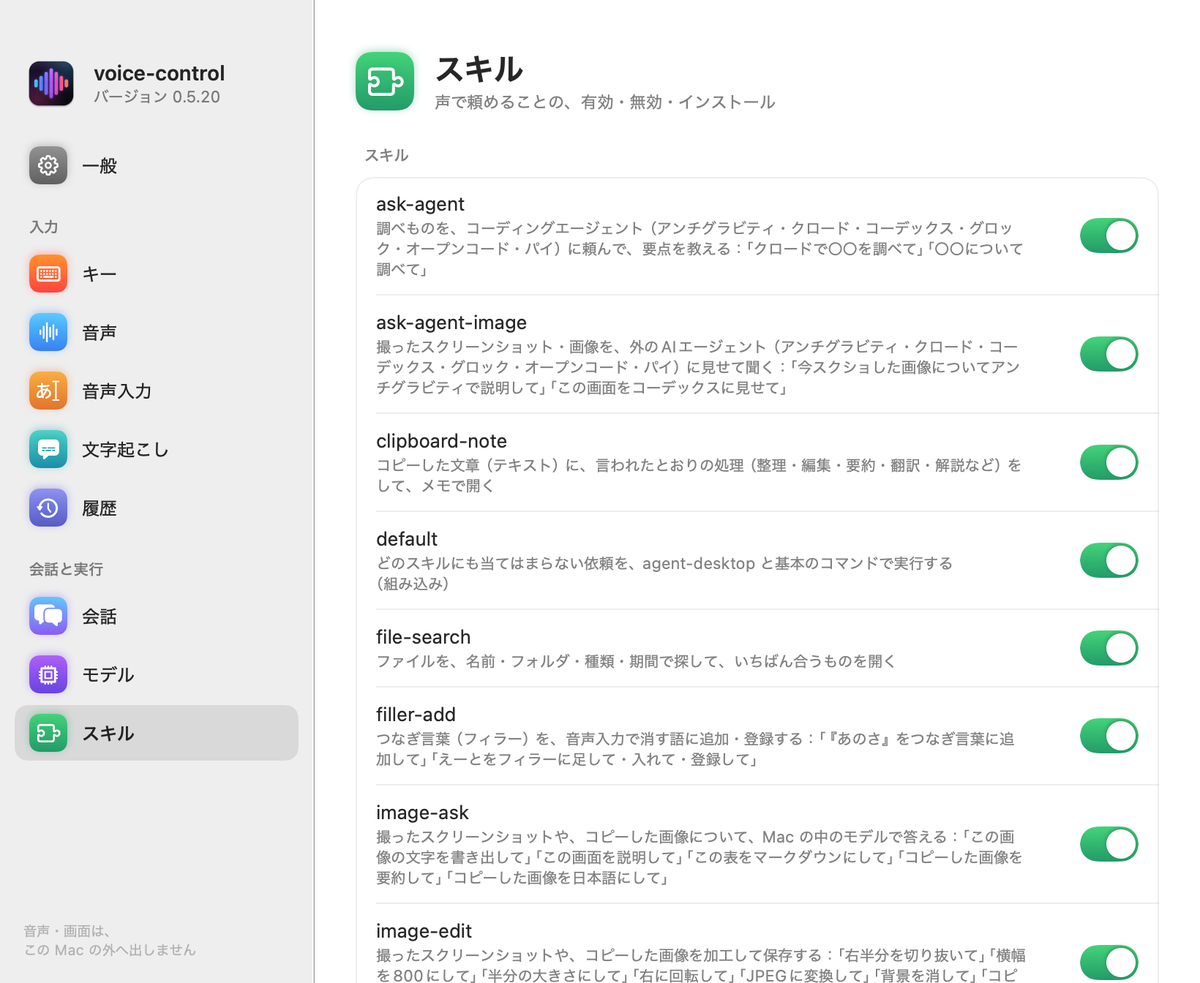 voice-control
バージョン 0.5.20
一般
入力
キー
音声
あ
音声入力
文字起こし
履歴
会話と実行
会話
モデル
スキル
音声・画面は、
この Mac の外へ出しません
スキル
声で頼めることの、有効・無効・インストール
スキル
ask-agent
調べものを、コーディングエージェント（アンチグラビティ・クロード・コーデックス・グロッ
ク・オープンコード・パイ）に頼んで、要点を教える：「クロードで〇〇を調べて」「〇〇について
調べて」
ask-agent-image
撮ったスクリーンショット・画像を、外のAIエージェント（アンチグラビティ・クロード・コー
デックス・グロック・オープンコード・パイ）に見せて聞く：「今スクショした画像についてアン
チグラビティで説明して」「この画面をコーデックスに見せて」
clipboard-note
コピーした文章（テキスト）に、言われたとおりの処理（整理・編集・要約・翻訳・解説など）を
して、メモで開く
default
どのスキルにも当てはまらない依頼を、agent-desktop と基本のコマンドで実行する
（組み込み）
file-search
ファイルを、名前・フォルダ・種類・期間で探して、いちばん合うものを開く
filler-add
つなぎ言葉（フィラー）を、音声入力で消す語に追加・登録する：「『あのさ』をつなぎ言葉に追
加して」「えーとをフィラーに足して・入れて・登録して」
image-ask
撮ったスクリーンショットや、コピーした画像について、Mac の中のモデルで答える：「この画
像の文字を書き出して」「この画面を説明して」「この表をマークダウンにして」「コピーした画像を
要約して」「コピーした画像を日本語にして」
image-edit
撮ったスクリーンショットや、コピーした画像を加工して保存する：「右半分を切り抜いて」「横幅
を800にして」「半分の大きさにして」「右に回転して」「JPEGに変換して」「背景を消して」「コピ